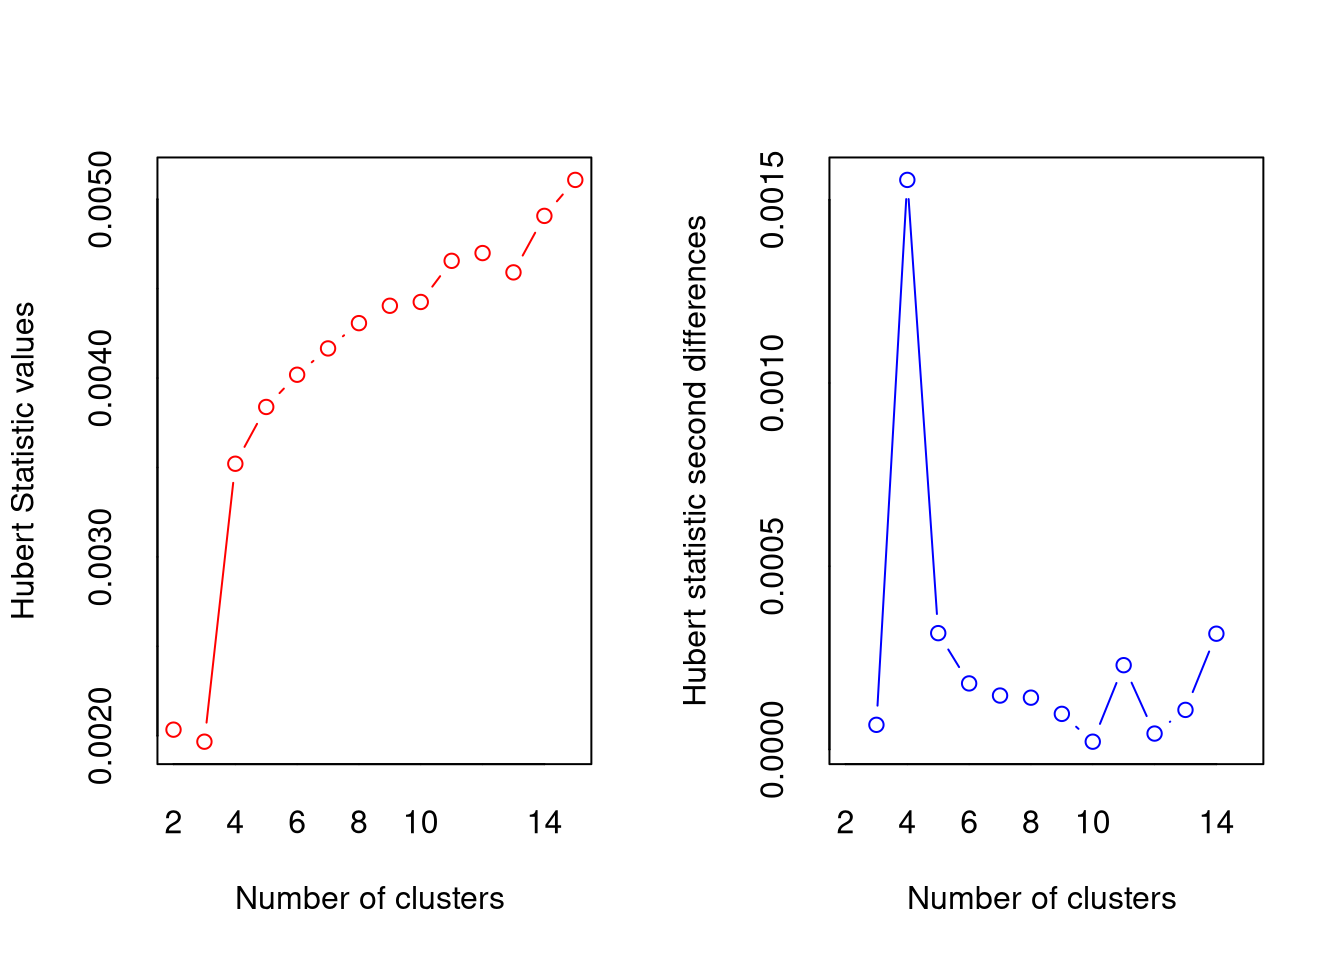 Hubert Statistic values
0.0050
0.0040
0.0030
0.0020
2 4 6 8 10 14
Number of clusters
Hubert statistic second differences
0.0015
0.0010
0.0005
0.0000
2 4 6 8 10 14
Number of clusters